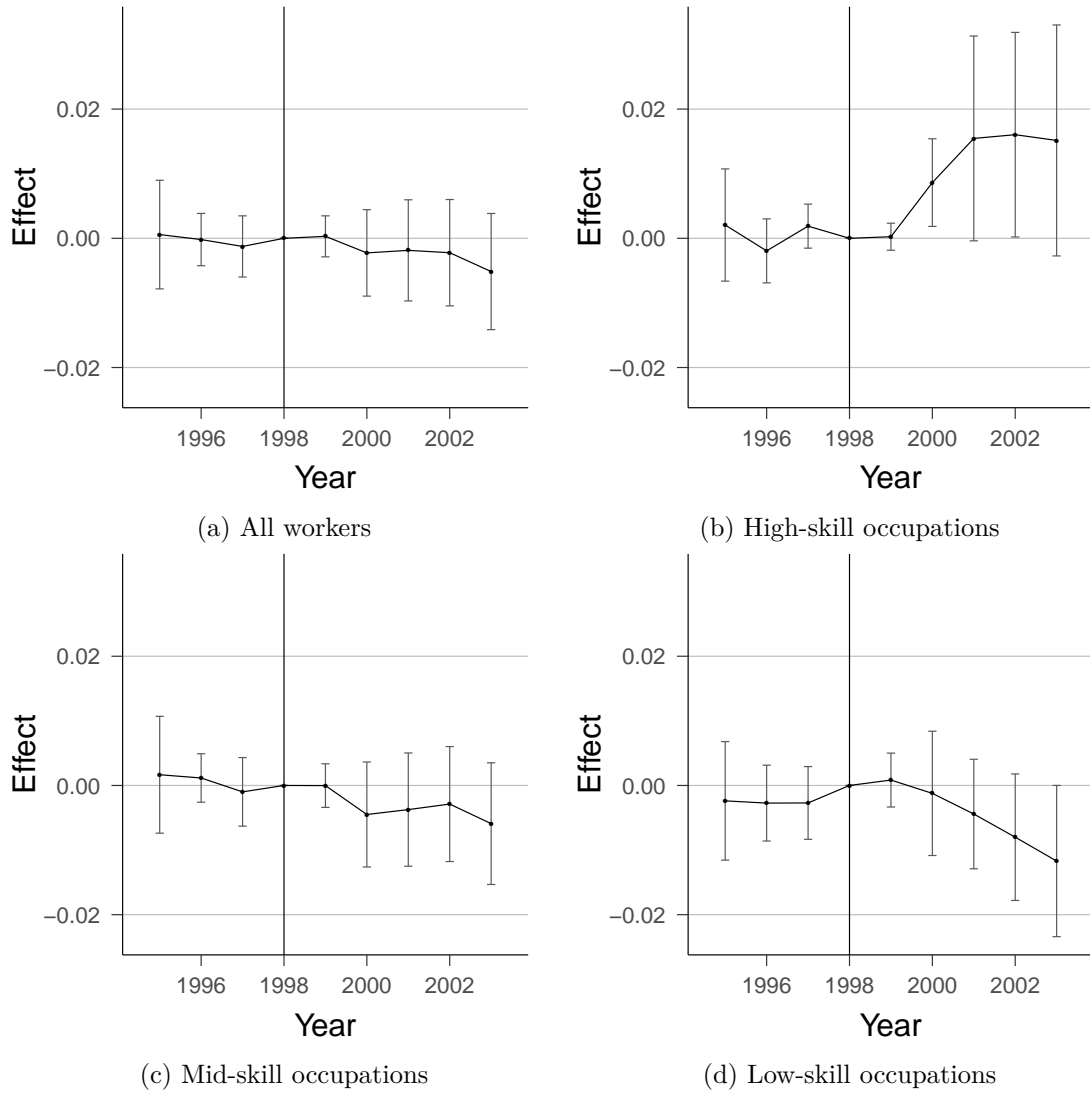 0.02
0.00
−0.02
Effect
1996 1998 2000 2002
Year
(a) All workers
0.02
0.00
−0.02
Effect
1996 1998 2000 2002
Year
(b) High-skill occupations
0.02
0.00
−0.02
Effect
1996 1998 2000 2002
Year
(c) Mid-skill occupations
0.02
0.00
−0.02
Effect
1996 1998 2000 2002
Year
(d) Low-skill occupations